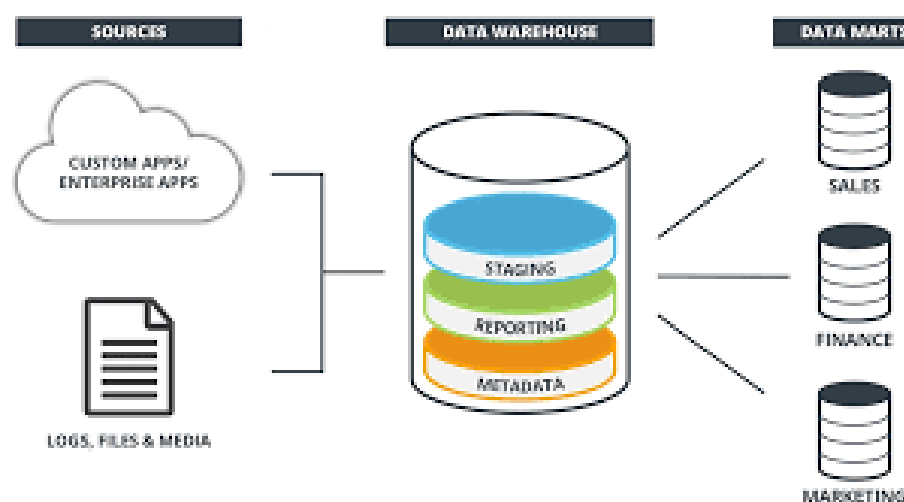 SOURCES
DATA WAREHOUSE
DATA MARTS
CUSTOM APPS/
ENTERPRISE APPS
LOGS, FILES & MEDIA
STAGING
REPORTING
METADATA
SALES
FINANCE
MARKETING